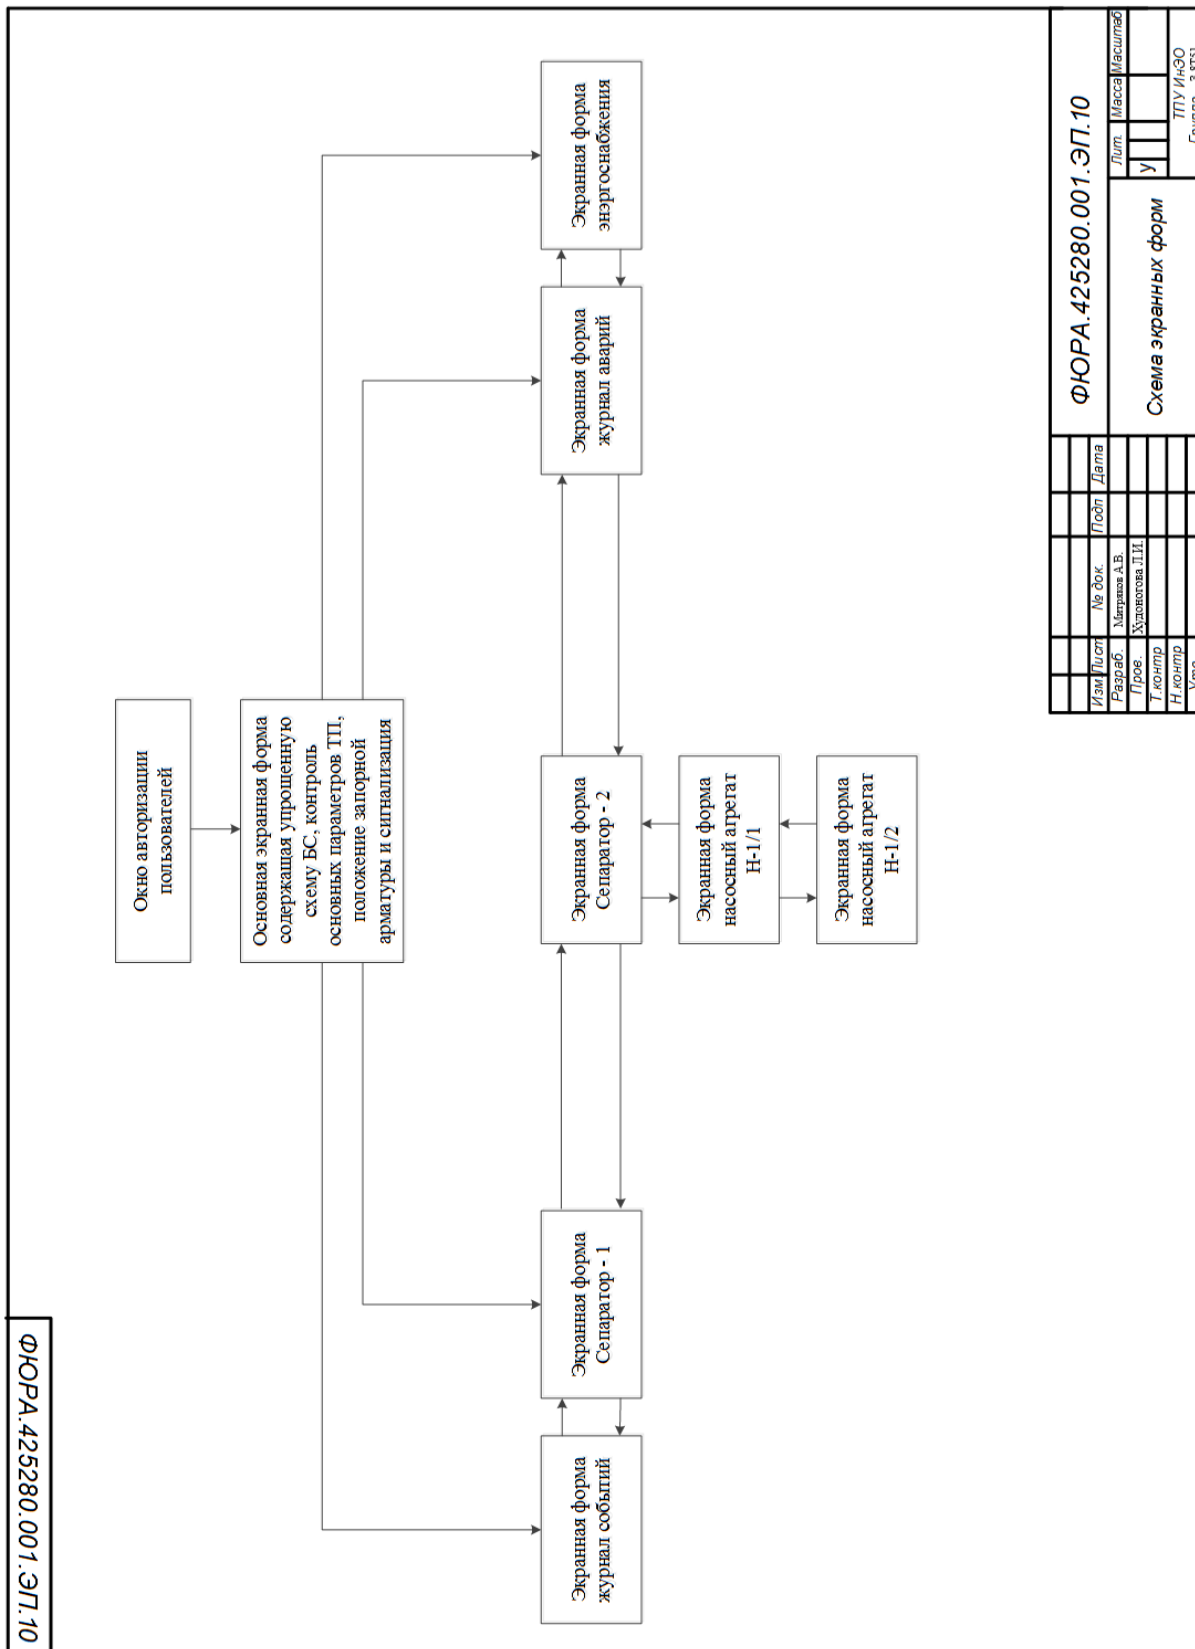 ФЮРА.425280.001.ЭП.10
Окно авторизации
пользователей
Основная экранная форма
содержащая упрощенную
схему БС, контроль
основных параметров ТП,
положение запорной
арматуры и сигнализация
Экранная форма
журнал событий
Экранная форма
Сепаратор - 1
Экранная форма
Сепаратор - 2
Экранная форма
журнал аварий
Экранная форма
энэргоснабжения
Экранная форма
насосный агрегат
Н-1/1
Экранная форма
насосный агрегат
Н-1/2
ФЮРА.425280.001.ЭП.10
Изм Лист № док. Подп Дата
Разраб. Митряков А.В.
Пров. Худоногова Л.И.
Т.контр
Н.контр
Схема экранных форм
Лит. Масса Масштаб
У
ТПУ ИнЭО